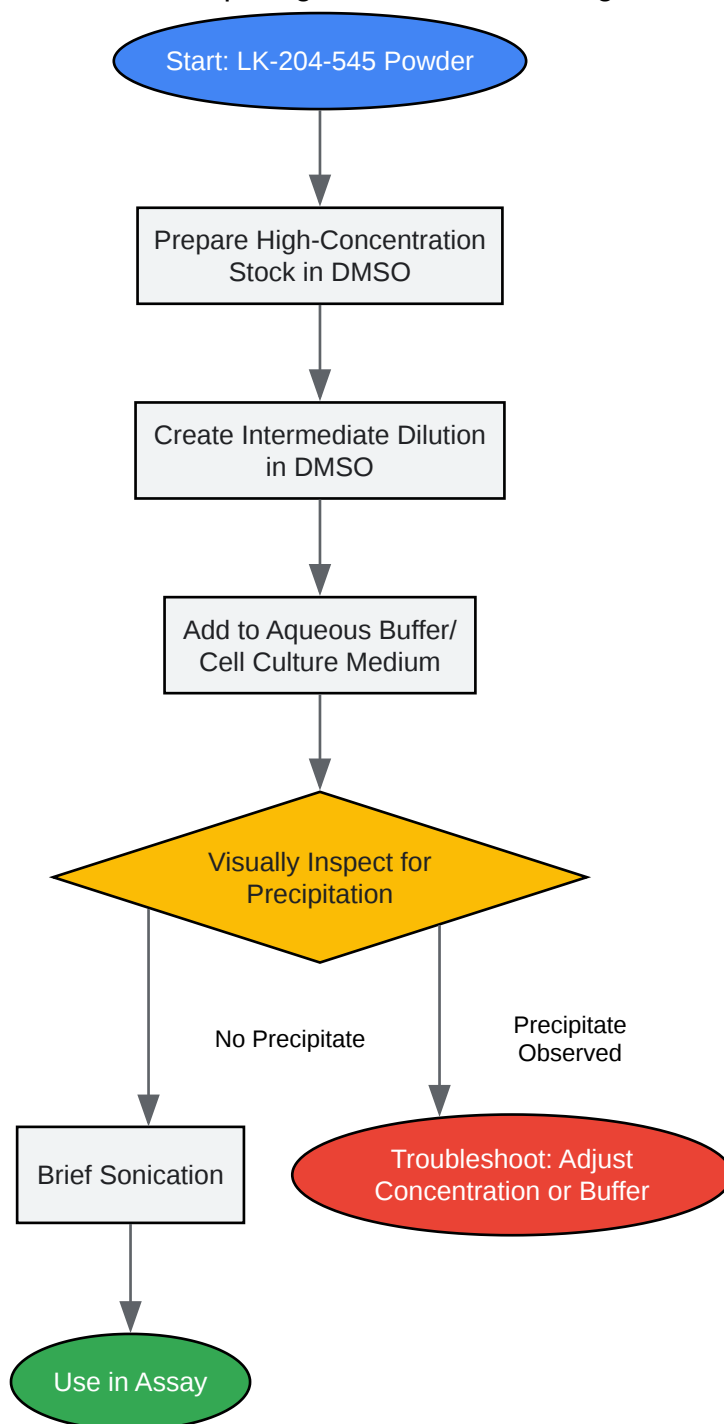 Start: LK-204-545 Powder
Prepare High-Concentration
Stock in DMSO
Create Intermediate Dilution
in DMSO
Add to Aqueous Buffer/
Cell Culture Medium
Visually Inspect for
Precipitation
No Precipitate
Precipitate
Observed
Brief Sonication
Troubleshoot: Adjust
Concentration or Buffer
Use in Assay